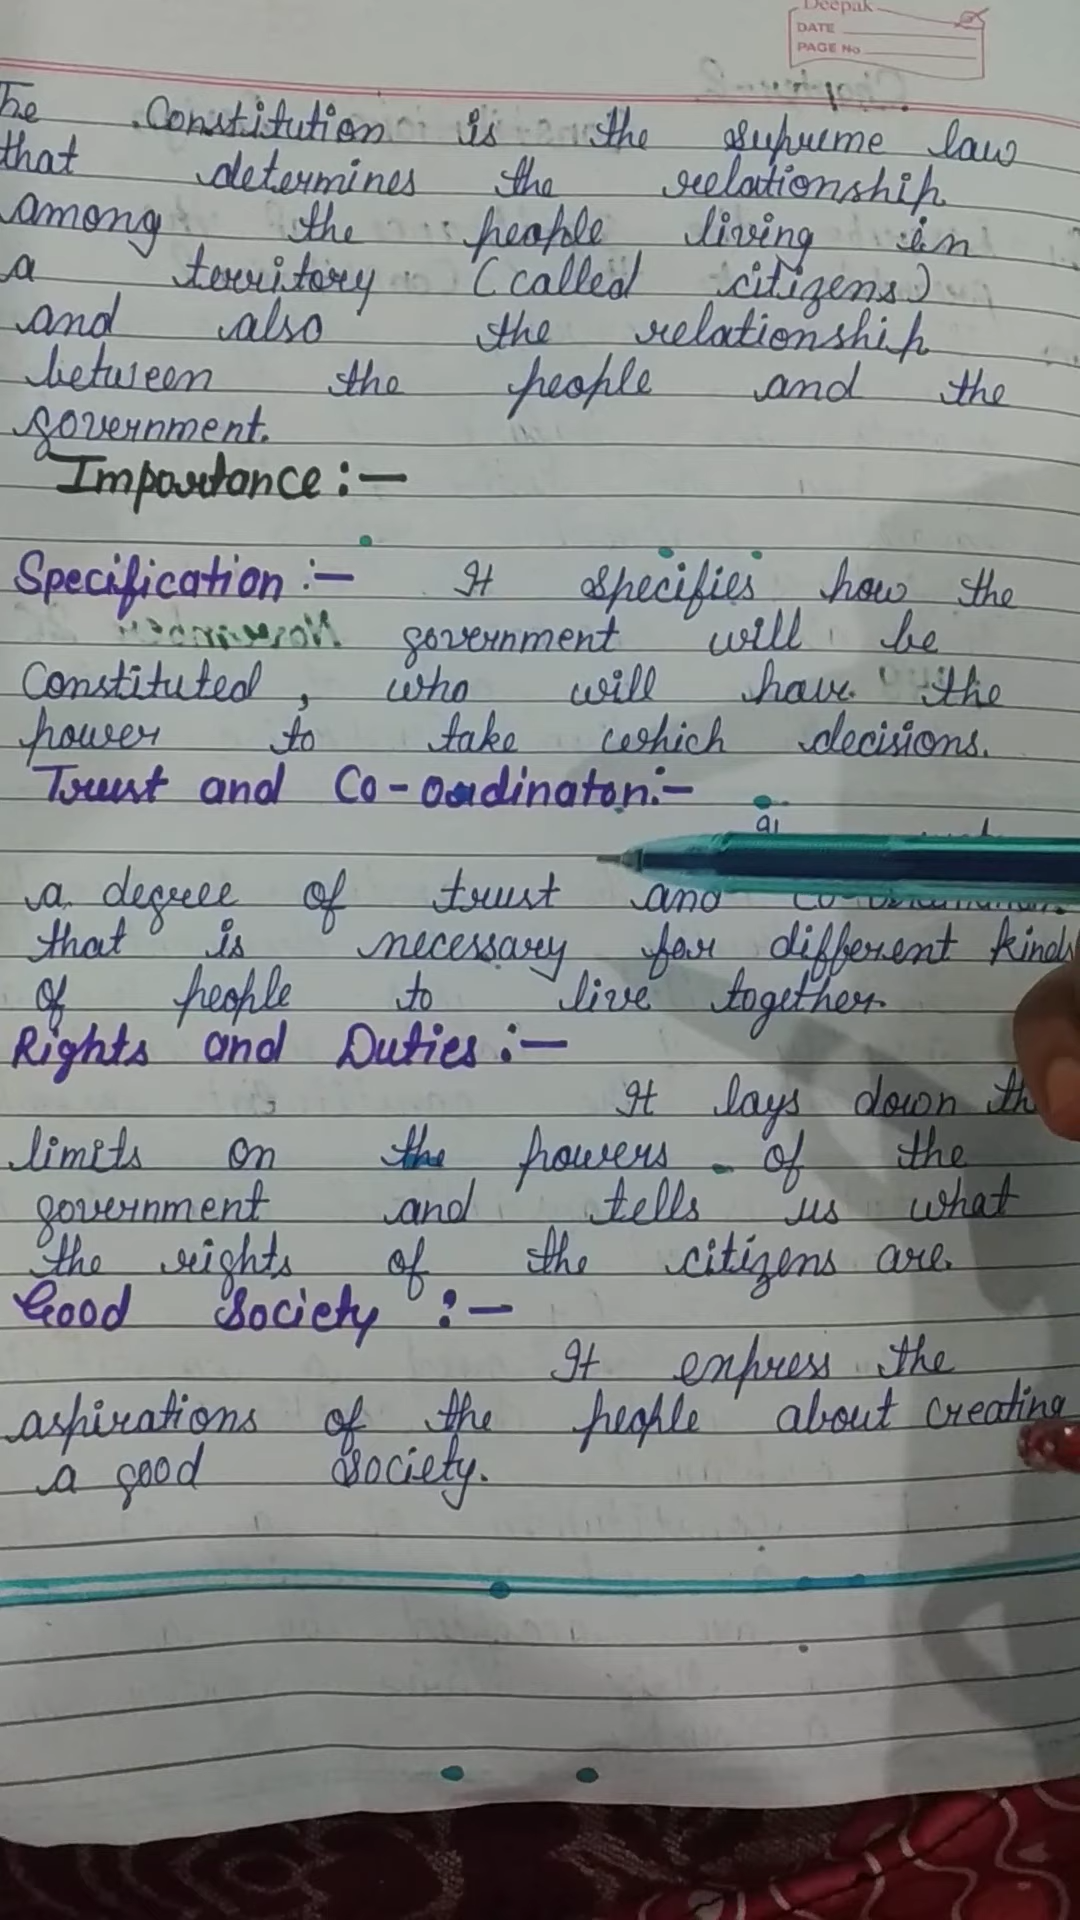 Deepak
DATE
PAGE No
The Constitution is the supreme law
that determines the relationship
among the people living in
a territory (called citizens)
and also the relationship
between the people and the
government.
Importance :-
Specification :- It specifies how the
government will be
Constituted, who will have the
power to take which decisions.
Trust and Co-ordinaton:-
a degree of trust and
that is necessary for different kinds
of people to live together.
Rights and Duties :-
It lays down
limits on the powers of the
government and tells us what
the rights of the citizens are.
Good Society :-
It express the
aspirations of the people about creating
a good society.